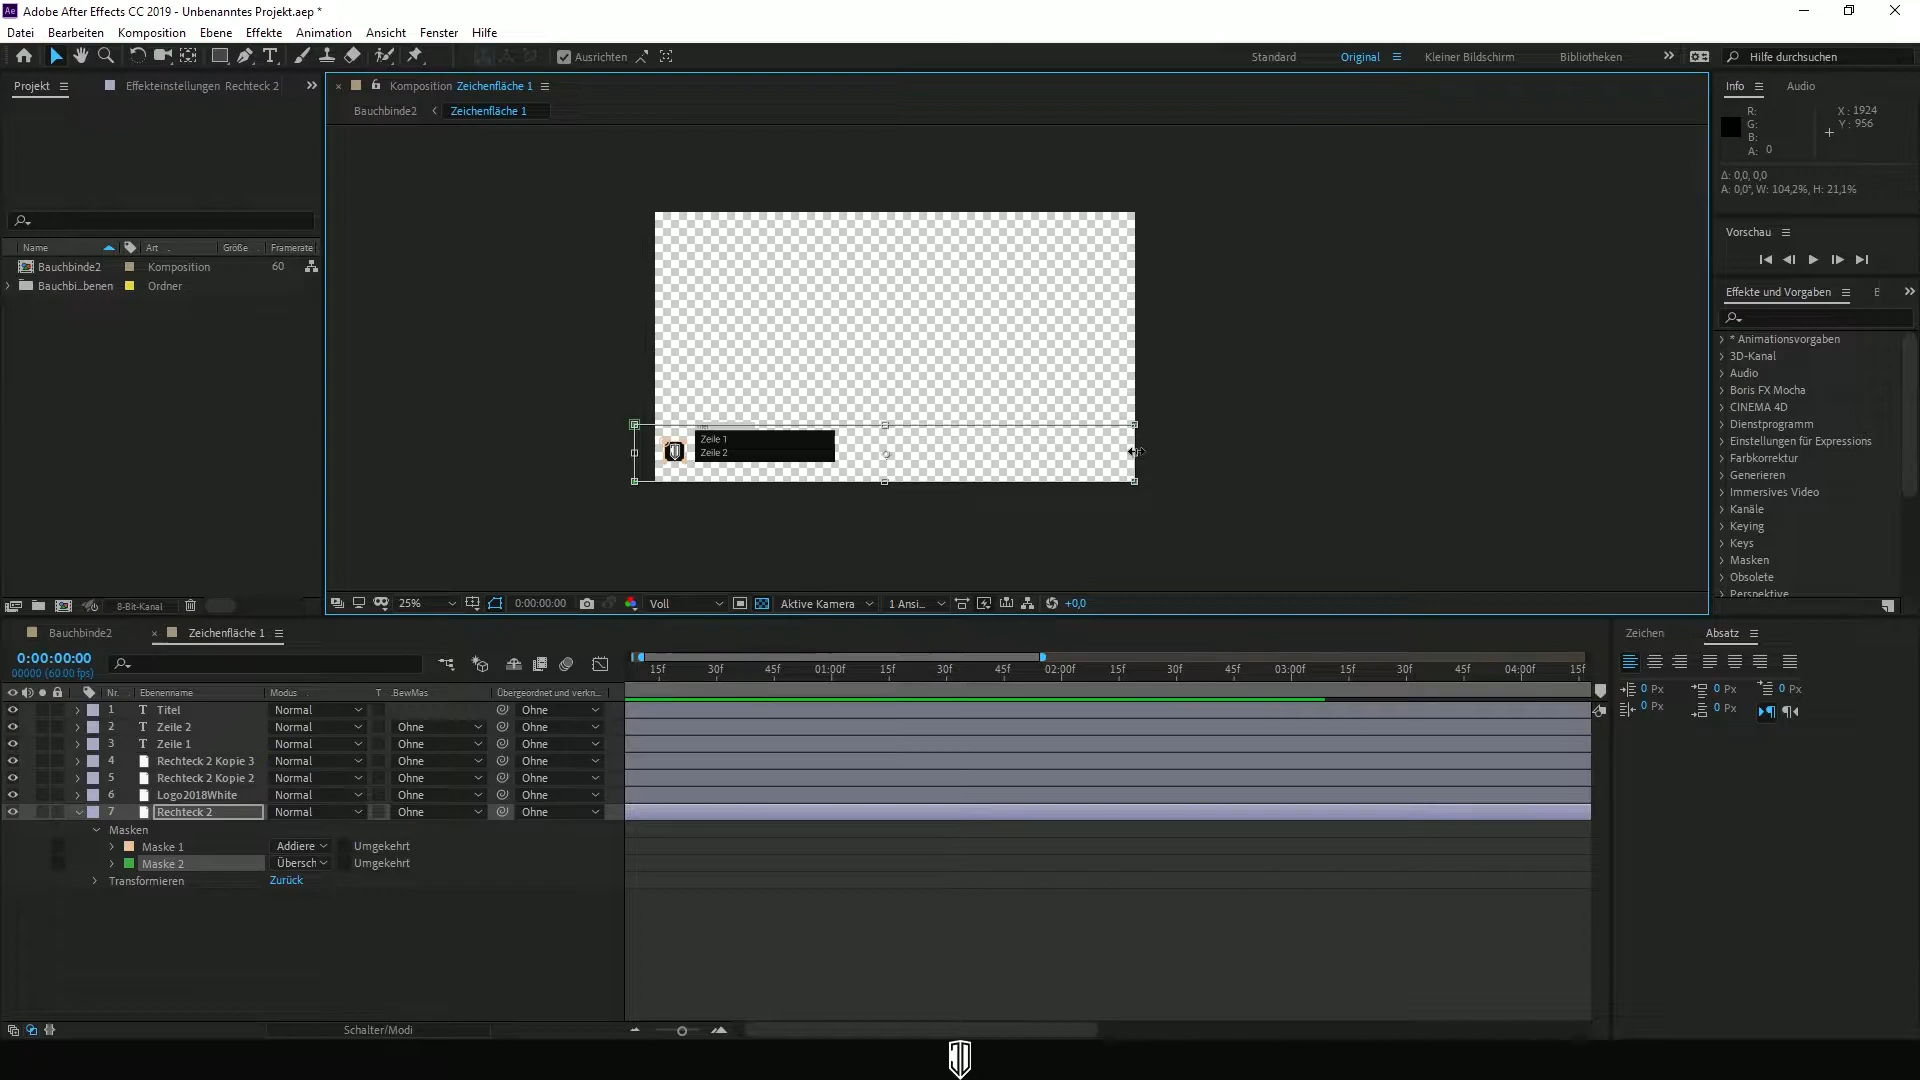 Adobe After Effects CC 2019 - Unbenanntes Projekt.aep *
Datei Bearbeiten Komposition Ebene Effekte Animation Ansicht Fenster Hilfe
Ausrichten Standard Original Kleiner Bildschirm Bibliotheken Hilfe durchsuchen
Projekt Effekteinstellungen Rechteck 2
Name Art Größe Framerate
Bauchbinde2 Komposition 60
Bauchbi...benen Ordner
8-Bit-Kanal
Komposition Zeichenfläche 1
Bauchbinde2 Zeichenfläche 1
Zeile 1
Zeile 2
25% 0:00:00:00 Voll Aktive Kamera 1 Ansi... +0,0
Info Audio
R:
G:
B:
A: 0
X : 1924
Y : 956
Δ: 0,0, 0,0
A: 0,0°, W: 104,2%, H: 21,1%
Vorschau
Effekte und Vorgaben
* Animationsvorgaben
3D-Kanal
Audio
Boris FX Mocha
CINEMA 4D
Dienstprogramm
Einstellungen für Expressions
Farbkorrektur
Generieren
Immersives Video
Kanäle
Keying
Keys
Masken
Obsolete
Perspektive
Bauchbinde2 Zeichenfläche 1
0:00:00:00
00000 (60.00 fps)
15f 30f 45f 01:00f 15f 30f 45f 02:00f 15f 30f 45f 03:00f 15f 30f 45f 04:00f 15f
Nr. Ebenenname Modus T .BewMas Übergeordnet und verkn...
1 T Titel Normal Ohne
2 T Zeile 2 Normal Ohne Ohne
3 T Zeile 1 Normal Ohne Ohne
4 Rechteck 2 Kopie 3 Normal Ohne Ohne
5 Rechteck 2 Kopie 2 Normal Ohne Ohne
6 Logo2018White Normal Ohne Ohne
7 Rechteck 2 Normal Ohne Ohne
Masken
Maske 1 Addiere Umgekehrt
Maske 2 Übersch Umgekehrt
Transformieren Zurück
Schalter/Modi
Zeichen Absatz
0 Px 0 Px 0 Px
0 Px 0 Px